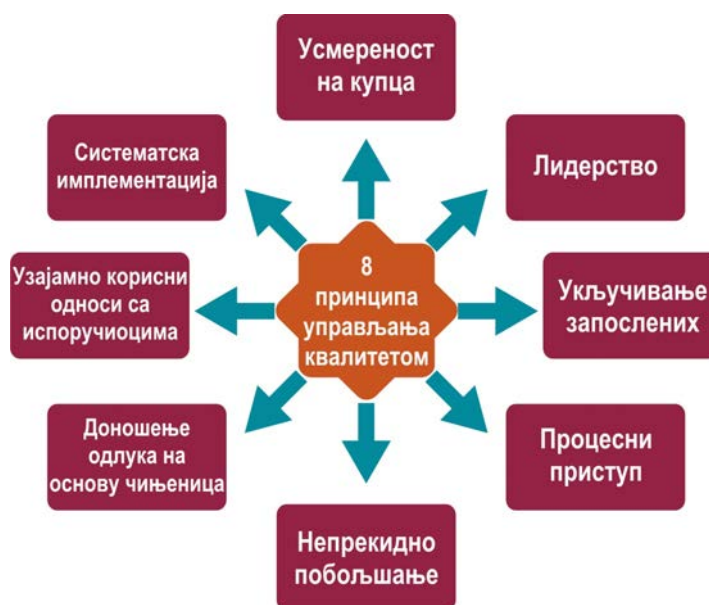 Усмереност
на купца
Систематска
имплементација
Лидерство
Узајамно корисни
односи са
испоручиоцима
8
принципа
управљања
квалитетом
Укључивање
запослених
Доношење
одлука на
основу чињеница
Процесни
приступ
Непрекидно
побољшање